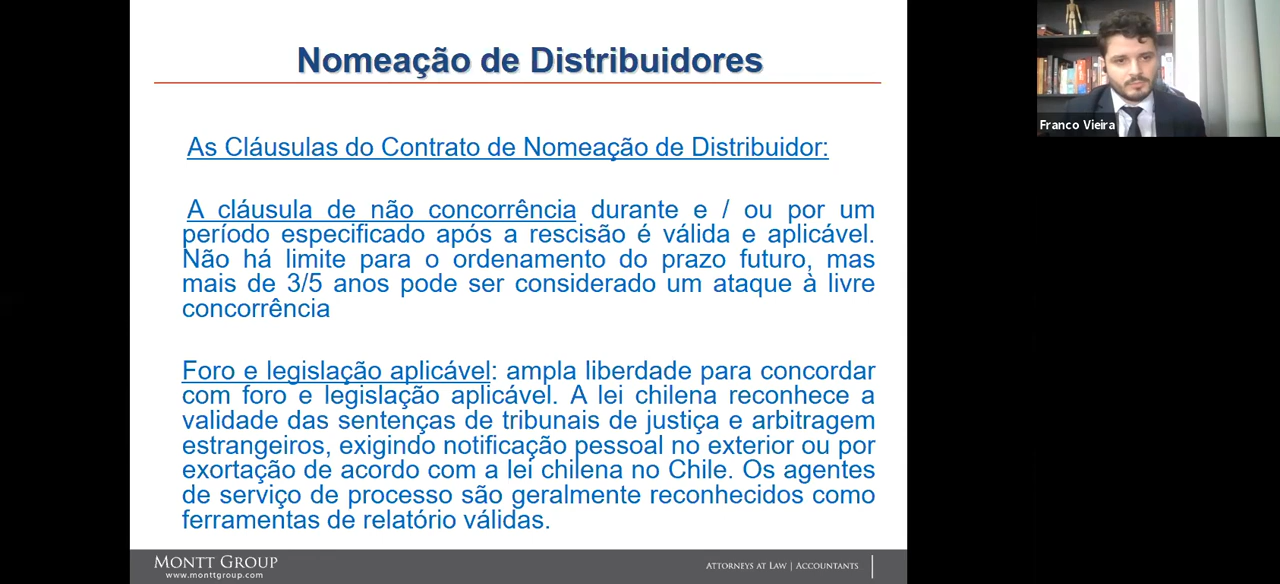 Nomeação de Distribuidores
Franco Vieira
As Cláusulas do Contrato de Nomeação de Distribuidor:
A cláusula de não concorrência durante e / ou por um
período especificado após a rescisão é válida e aplicável.
Não há limite para o ordenamento do prazo futuro, mas
mais de 3/5 anos pode ser considerado um ataque à livre
concorrência
Foro e legislação aplicável: ampla liberdade para concordar
com foro e legislação aplicável. A lei chilena reconhece a
validade das sentenças de tribunais de justiça e arbitragem
estrangeiros, exigindo notificação pessoal no exterior ou por
exortação de acordo com a lei chilena no Chile. Os agentes
de serviço de processo são geralmente reconhecidos como
ferramentas de relatório válidas.
MONTT GROUP
www.monttgroup.com
ATTORNEYS AT LAW | ACCOUNTANTS